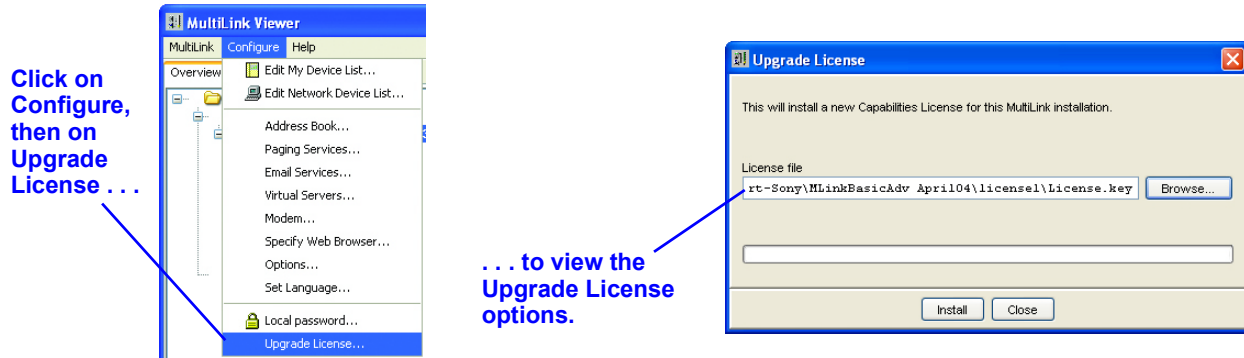 Click on
Configure,
then on
Upgrade
License . . .
MultiLink Viewer
MultiLink Configure Help
Overview
Edit My Device List...
Edit Network Device List...
Address Book...
Paging Services...
Email Services...
Virtual Servers...
Modem...
Specify Web Browser...
Options...
Set Language...
Local password...
Upgrade License...
. . . to view the
Upgrade License
options.
Upgrade License
This will install a new Capabilities License for this MultiLink installation.
License file
rt-Sony\MLinkBasicAdv April04\license1\License.key Browse...
Install Close